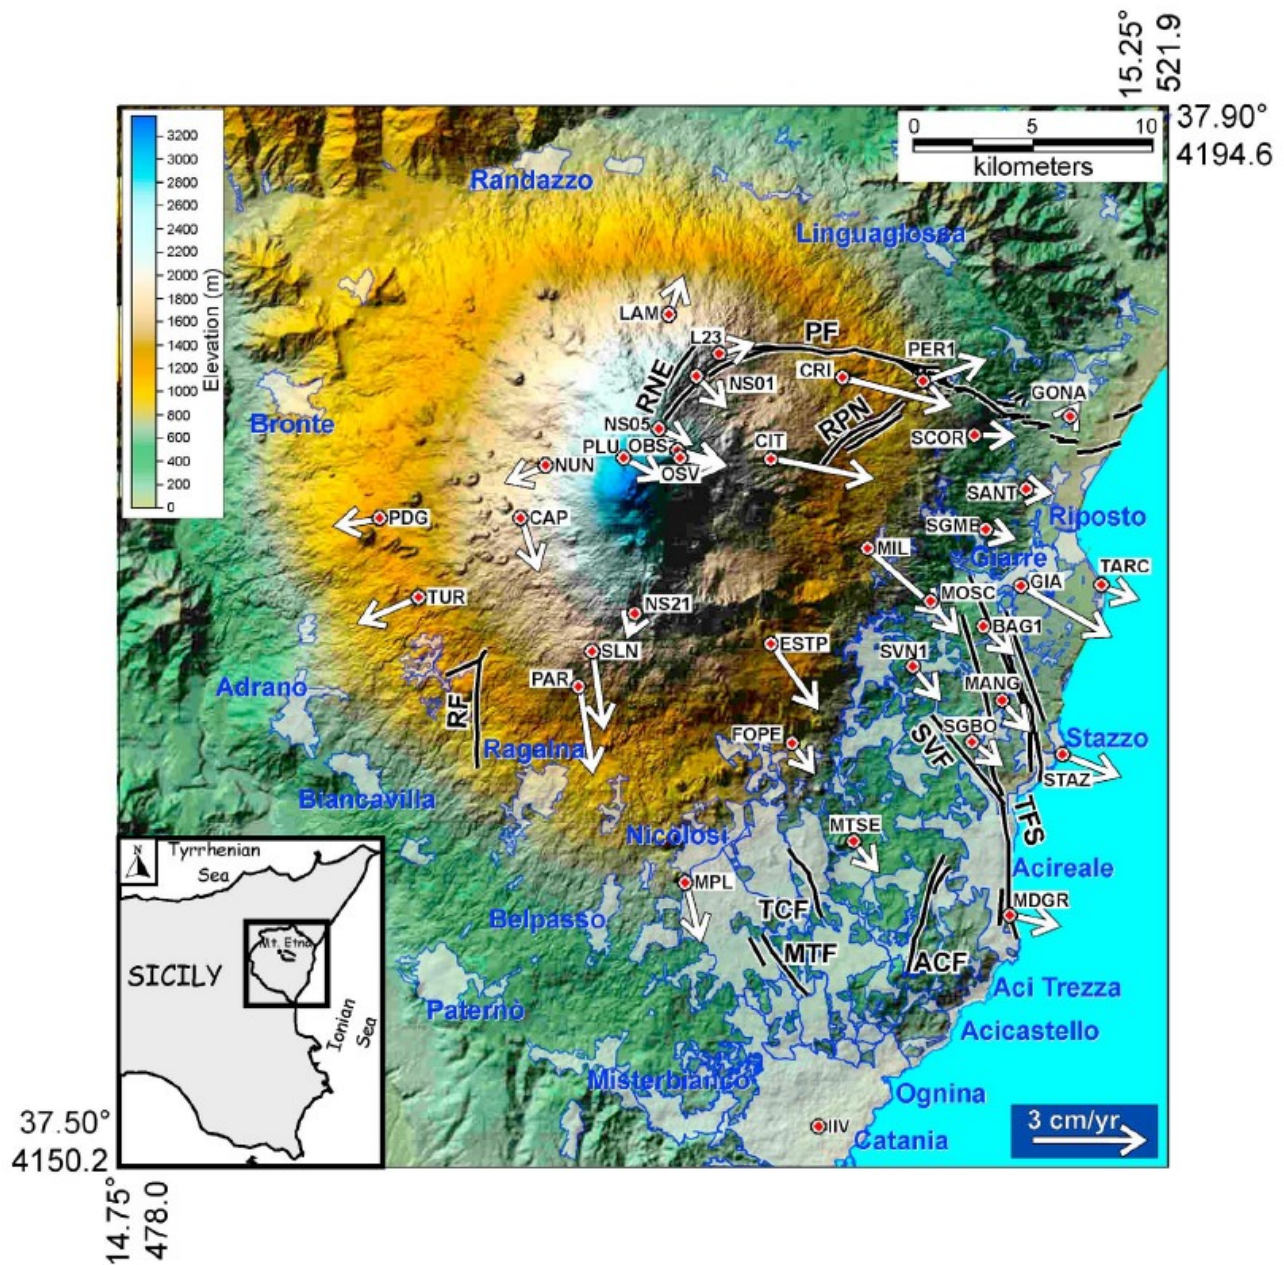 15.25°
521.9
37.90°
4194.6
0 5 10
kilometers
3200
3000
2800
2600
2400
2200
2000
1800
1600
1400
1200
1000
800
600
400
200
0
Elevation (m)
Randazzo
Linguaglossa
LAM
L23
PF
PER1
RNE
NS01
CRI
GONA
Bronte
NS05
RPN
SCOR
PLU
OBS
CIT
NUN
OSV
SANT
PDG
CAP
Riposto
SGME
MIL
Giarre
TARC
TUR
NS21
MOSC
GIA
BAG1
SLN
ESTP
SVN1
PAR
MANG
Adrano
RF
FOPE
SGBO
Stazzo
Ragalna
SVF
STAZ
Biancavilla
TFS
Nicolosi
MTSE
Acireale
MPL
MDGR
Belpasso
TCF
MTF
ACF
Aci Trezza
Paternò
Acicastello
Misterbianco
Ognina
IIV
Catania
3 cm/yr
N
Tyrrhenian
Sea
Mt. Etna
SICILY
Ionian
Sea
37.50°
4150.2
14.75°
478.0